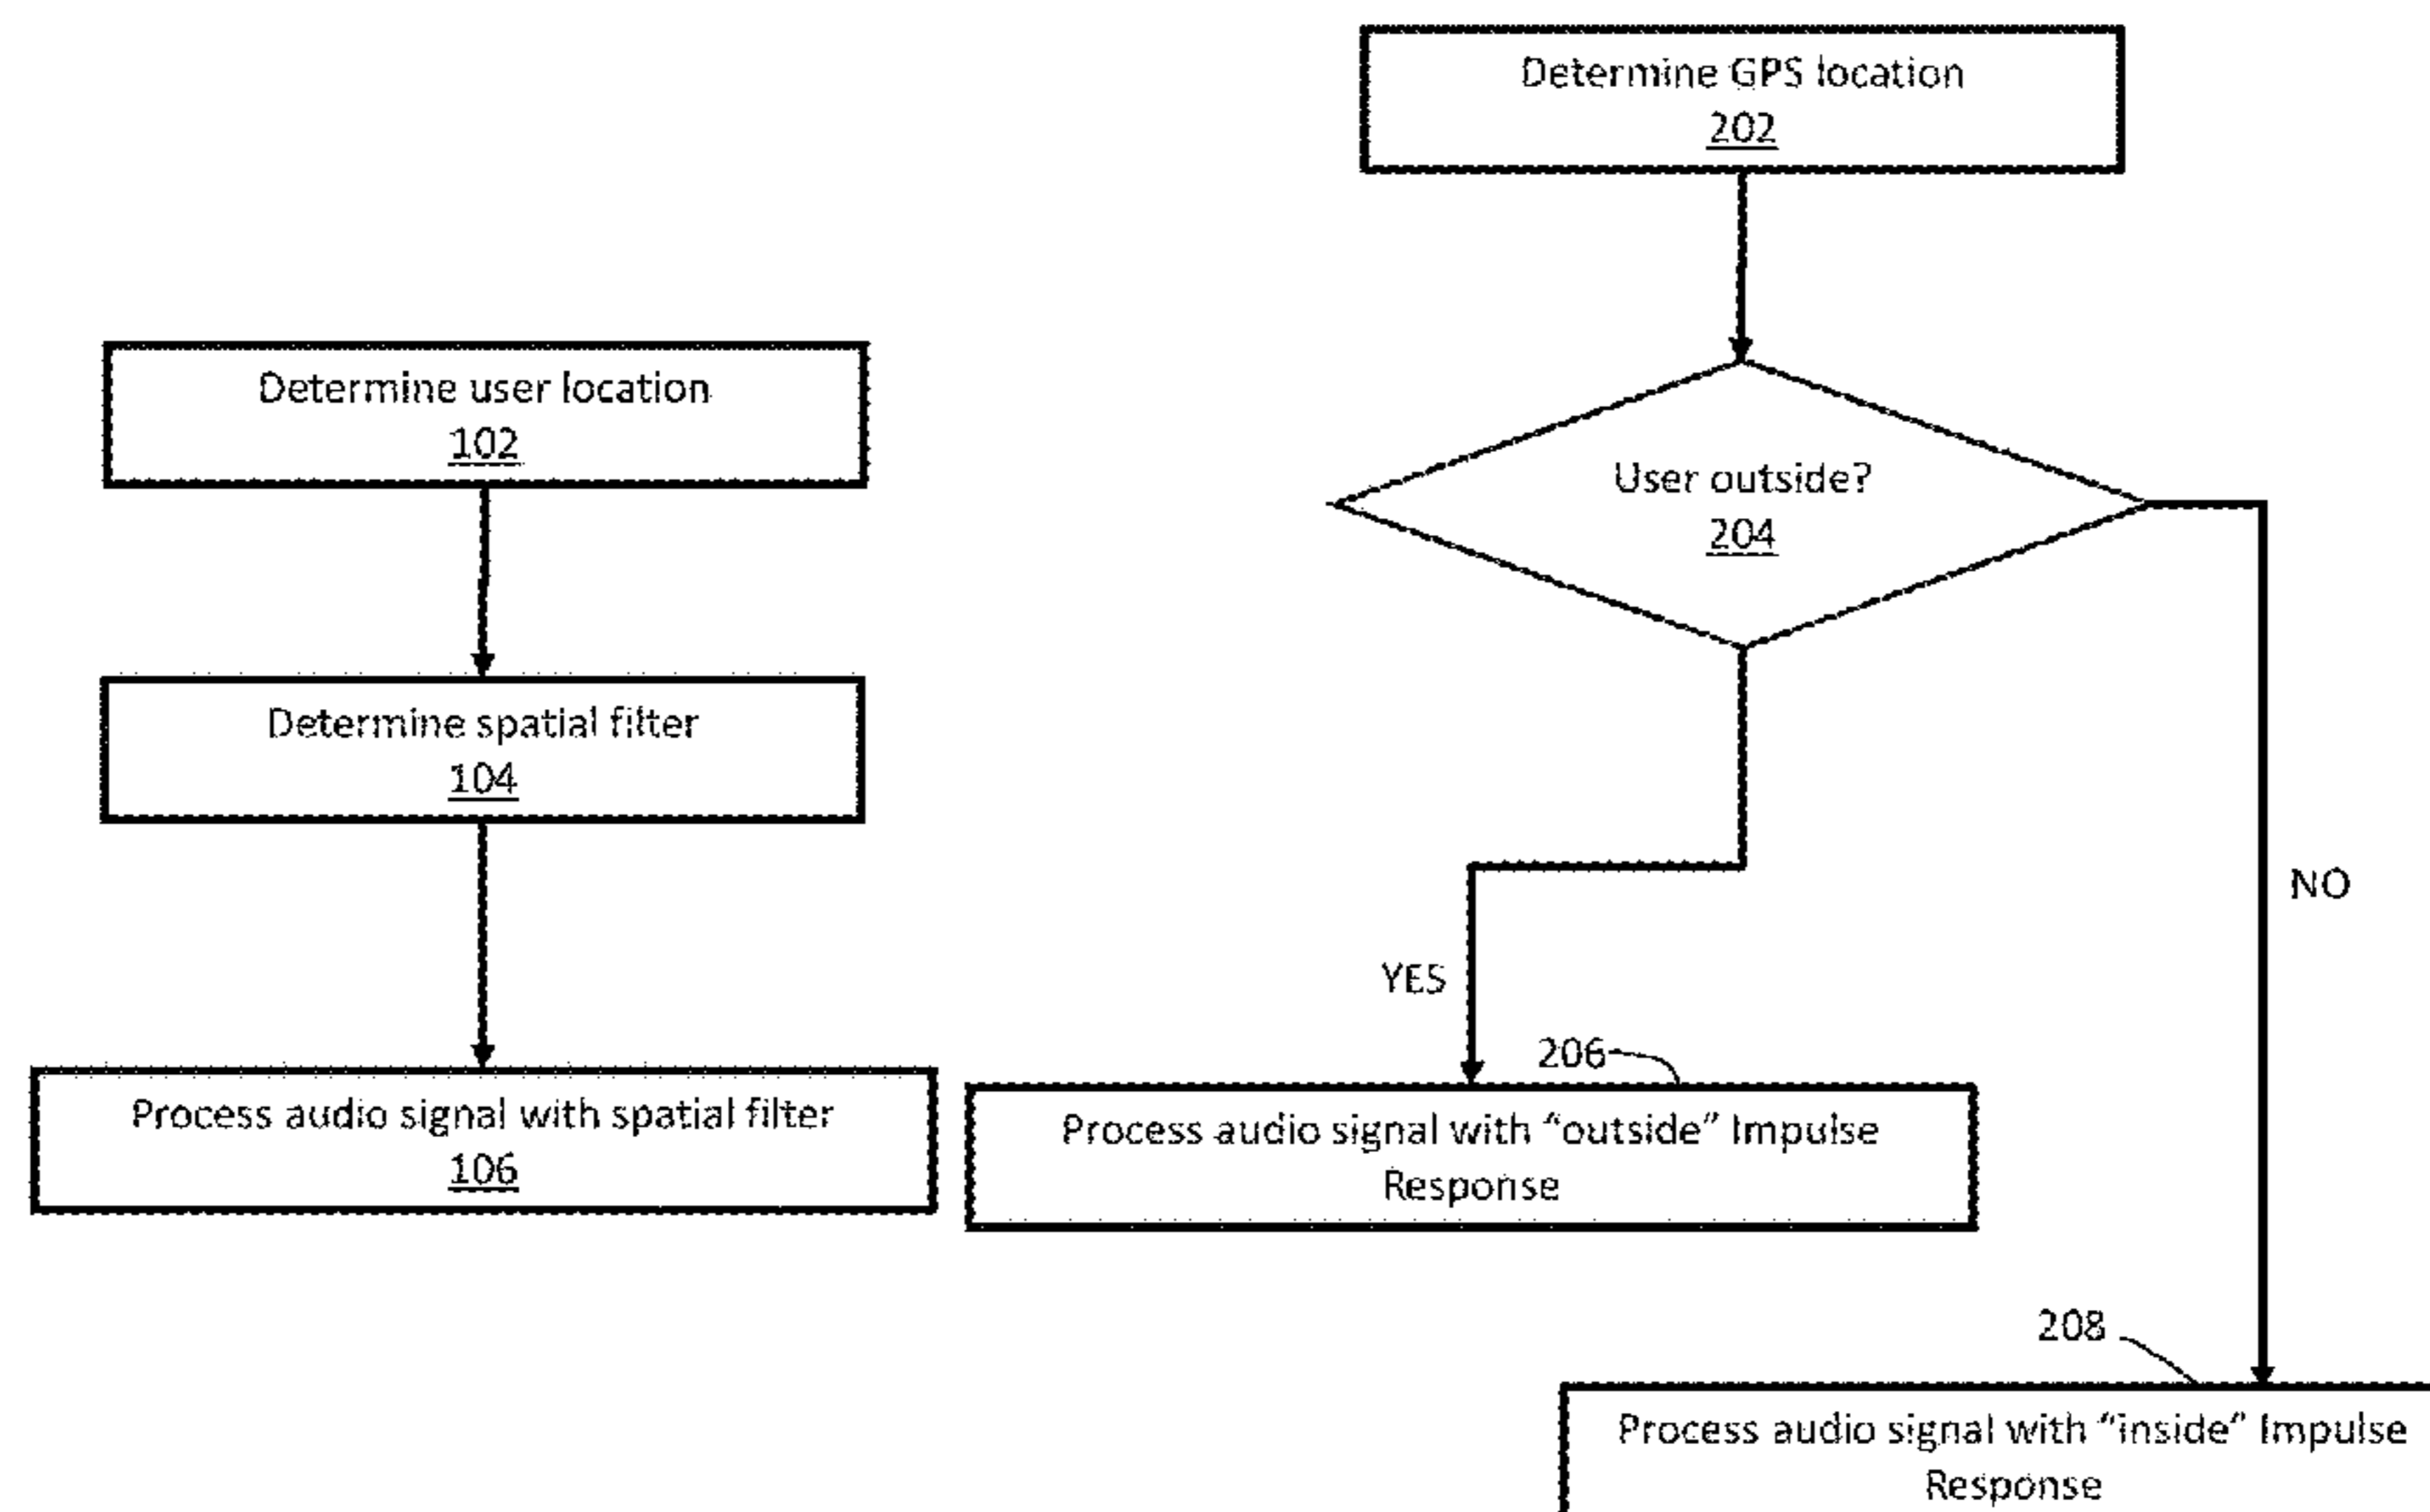 Determine user location
102
Determine spatial filter
104
Process audio signal with spatial filter
106
Determine GPS location
202
User outside?
204
NO
YES
206
Process audio signal with “outside” Impulse
Response
208
Process audio signal with “inside” Impulse
Response